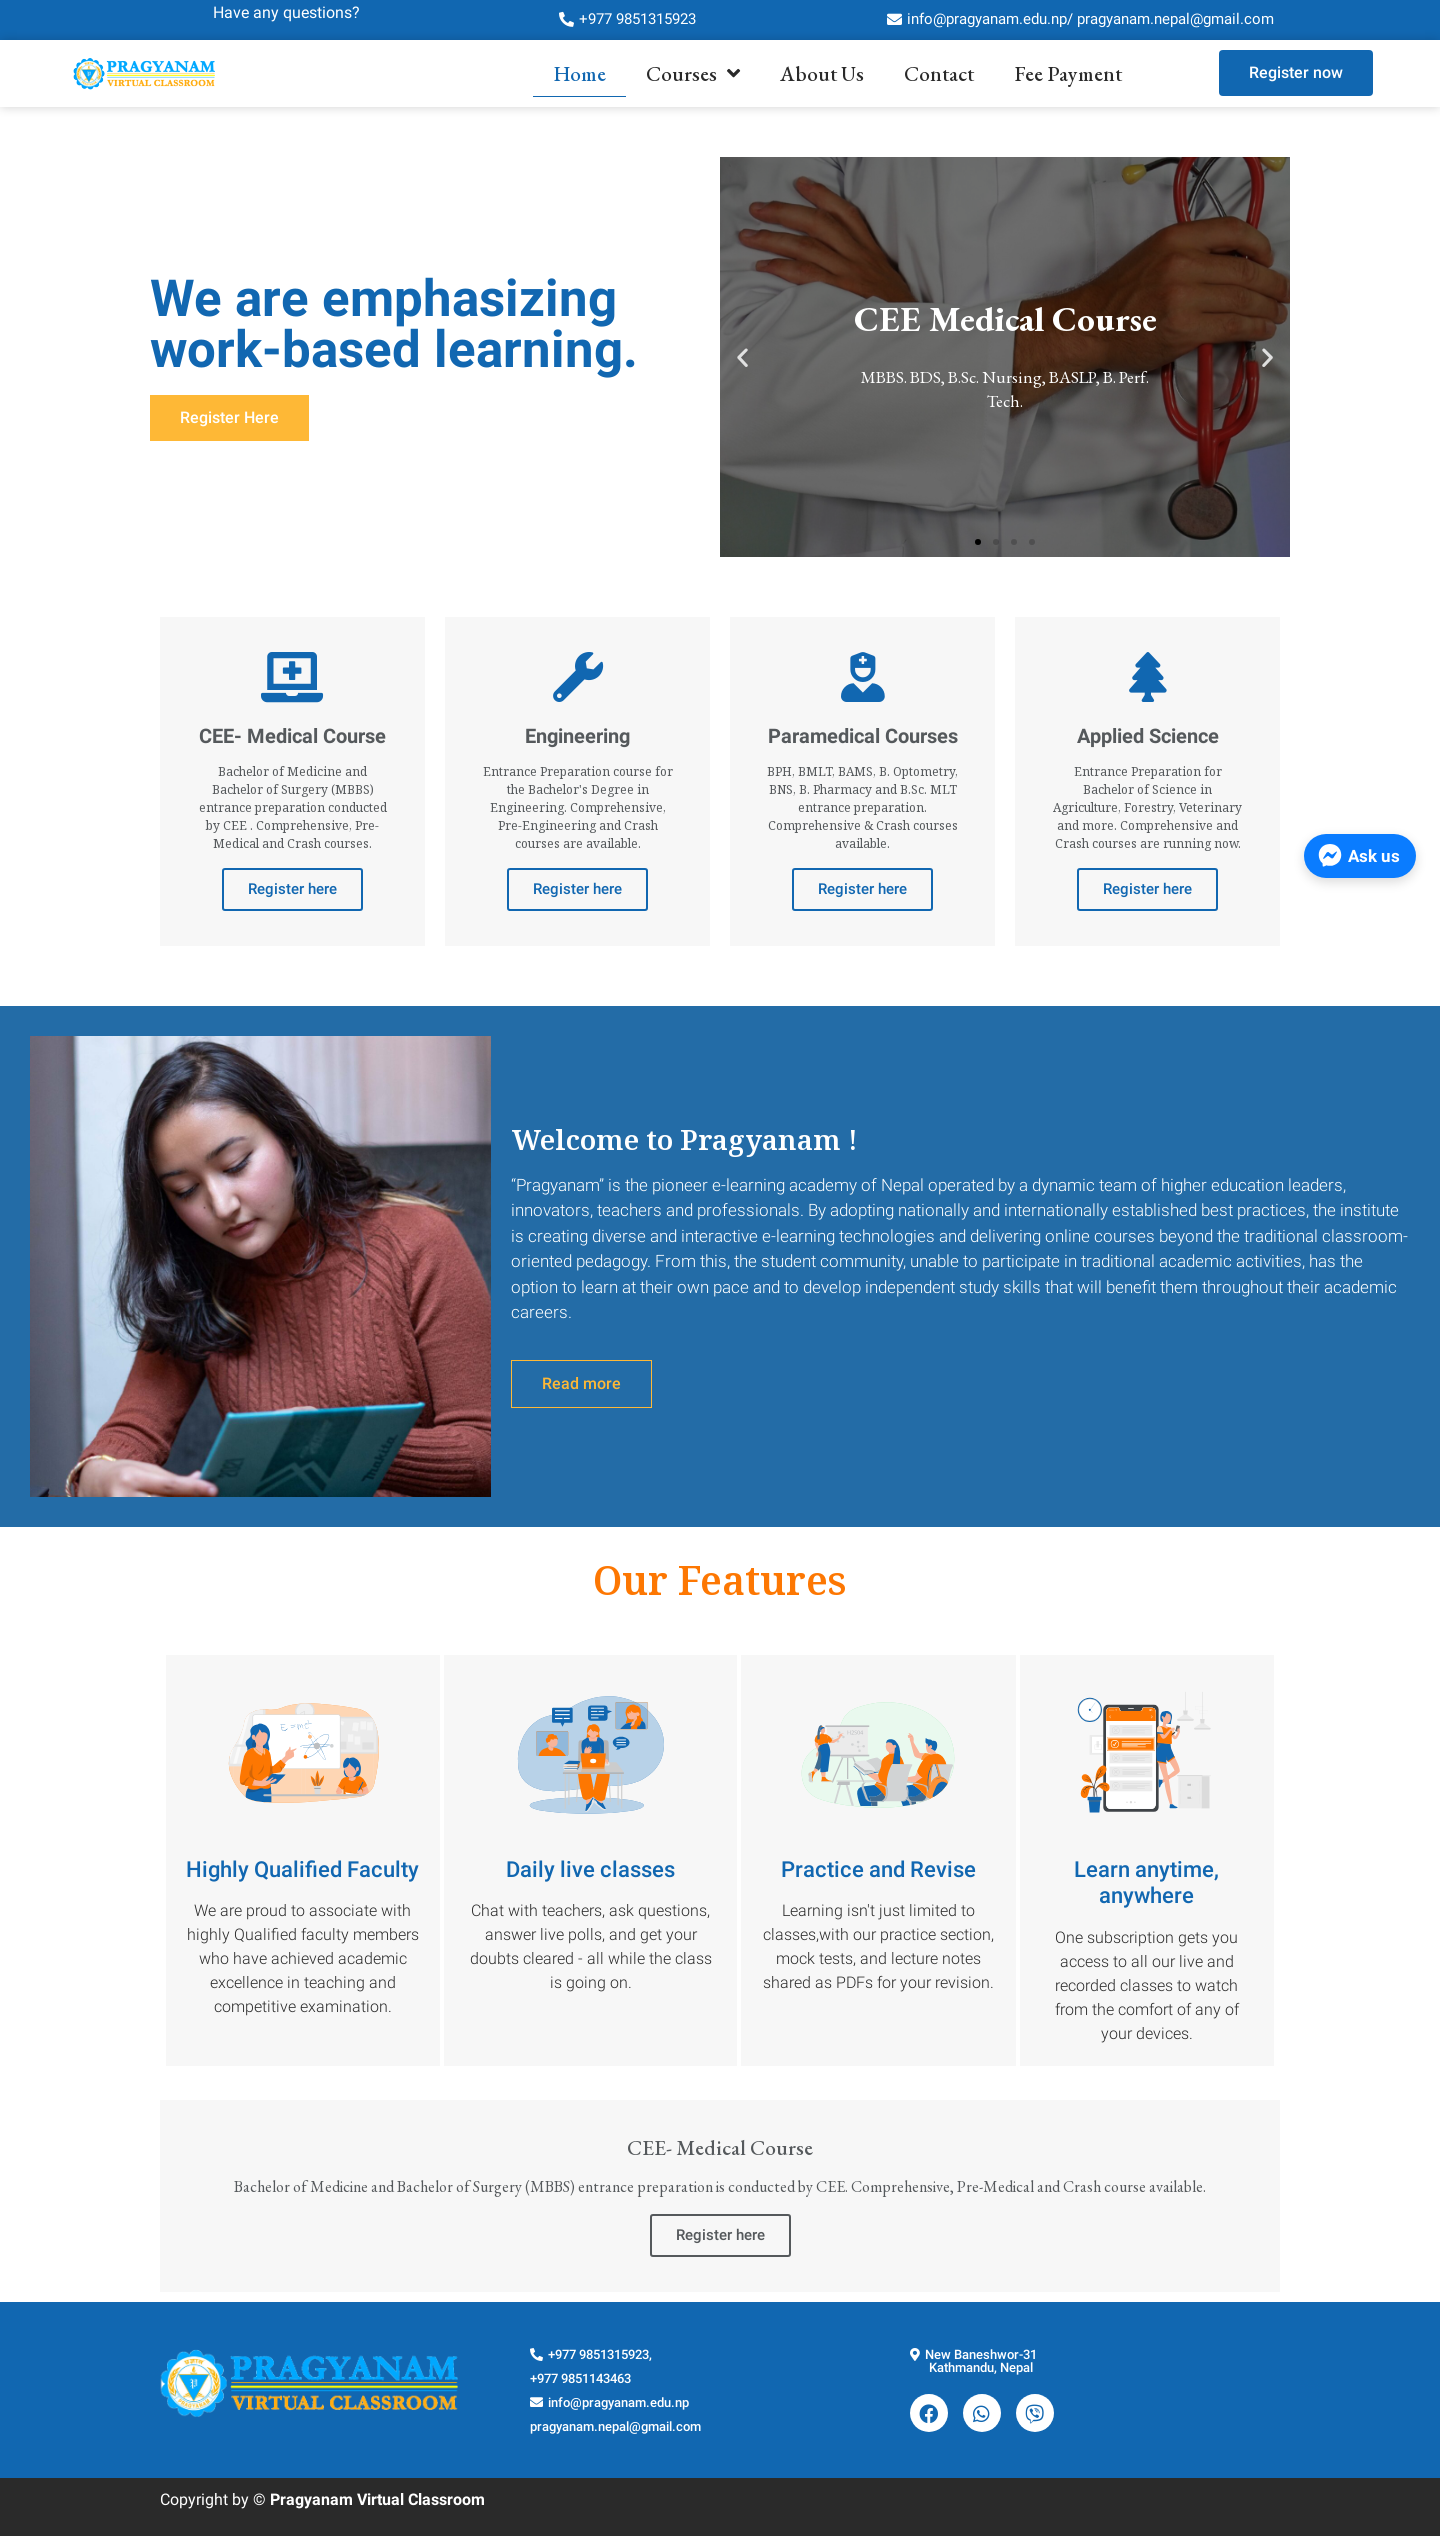 Have any questions?
+977 9851315923
info@pragyanam.edu.np/ pragyanam.nepal@gmail.com
PRAGYANAM
VIRTUAL CLASSROOM
Home
Courses
About Us
Contact
Fee Payment
Register now
We are emphasizing
work-based learning.
Register Here
CEE Medical Course
MBBS. BDS, B.Sc. Nursing, BASLP, B. Perf.
Tech.
CEE- Medical Course
Bachelor of Medicine and
Bachelor of Surgery (MBBS)
entrance preparation conducted
by CEE . Comprehensive, Pre-
Medical and Crash courses.
Register here
Engineering
Entrance Preparation course for
the Bachelor's Degree in
Engineering. Comprehensive,
Pre-Engineering and Crash
courses are available.
Register here
Paramedical Courses
BPH, BMLT, BAMS, B. Optometry,
BNS, B. Pharmacy and B.Sc. MLT
entrance preparation.
Comprehensive & Crash courses
available.
Register here
Applied Science
Entrance Preparation for
Bachelor of Science in
Agriculture, Forestry, Veterinary
and more. Comprehensive and
Crash courses are running now.
Register here
Ask us
Welcome to Pragyanam !
“Pragyanam” is the pioneer e-learning academy of Nepal operated by a dynamic team of higher education leaders,
innovators, teachers and professionals. By adopting nationally and internationally established best practices, the institute
is creating diverse and interactive e-learning technologies and delivering online courses beyond the traditional classroom-
oriented pedagogy. From this, the student community, unable to participate in traditional academic activities, has the
option to learn at their own pace and to develop independent study skills that will benefit them throughout their academic
careers.
Read more
makita
Our Features
Highly Qualified Faculty
We are proud to associate with
highly Qualified faculty members
who have achieved academic
excellence in teaching and
competitive examination.
Daily live classes
Chat with teachers, ask questions,
answer live polls, and get your
doubts cleared - all while the class
is going on.
Practice and Revise
Learning isn't just limited to
classes,with our practice section,
mock tests, and lecture notes
shared as PDFs for your revision.
Learn anytime,
anywhere
One subscription gets you
access to all our live and
recorded classes to watch
from the comfort of any of
your devices.
CEE- Medical Course
Bachelor of Medicine and Bachelor of Surgery (MBBS) entrance preparation is conducted by CEE. Comprehensive, Pre-Medical and Crash course available.
Register here
PRAGYANAM
VIRTUAL CLASSROOM
+977 9851315923,
+977 9851143463
info@pragyanam.edu.np
pragyanam.nepal@gmail.com
New Baneshwor-31
Kathmandu, Nepal
Copyright by © Pragyanam Virtual Classroom